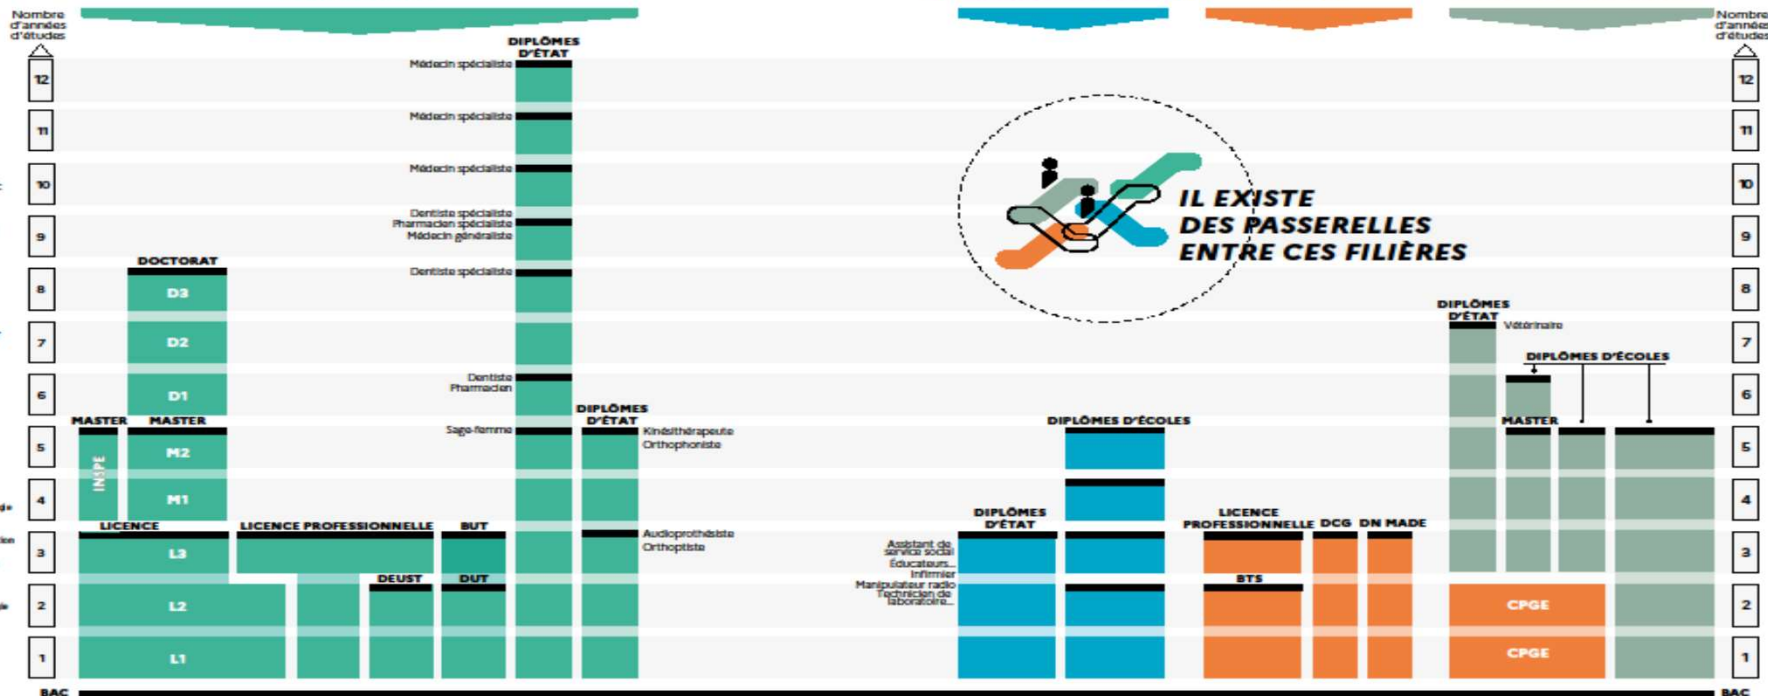 Nombre
d'années
d'études
Nombre
d'années
d'études
DIPLÔMES
D'ÉTAT
12
Médecin spécialiste
12
11
Médecin spécialiste
11
10
Médecin spécialiste
10
IL EXISTE
DES PASSERELLES
ENTRE CES FILIÈRES
9
Dentiste spécialiste
Pharmacien spécialiste
Médecin généraliste
9
DOCTORAT
8
D3
Dentiste spécialiste
8
DIPLÔMES
D'ÉTAT
7
D2
Vétérinaire
7
DIPLÔMES D'ÉCOLES
6
D1
Dentiste
Pharmacien
6
MASTER
MASTER
DIPLÔMES
D'ÉTAT
DIPLÔMES D'ÉCOLES
MASTER
5
INSPE
M2
Sage-femme
Kinésithérapeute
Orthophoniste
5
4
M1
4
LICENCE
LICENCE PROFESSIONNELLE
BUT
DIPLÔMES
D'ÉTAT
LICENCE
PROFESSIONNELLE
DCG
DN MADE
3
L3
Audioprothésiste
Orthoptiste
Assistant de
service social
Éducateurs...
Infirmier
Manipulateur radio
Technicien de
laboratoire...
3
DEUST
DUT
BTS
2
L2
CPGE
2
1
L1
CPGE
1
BAC
BAC